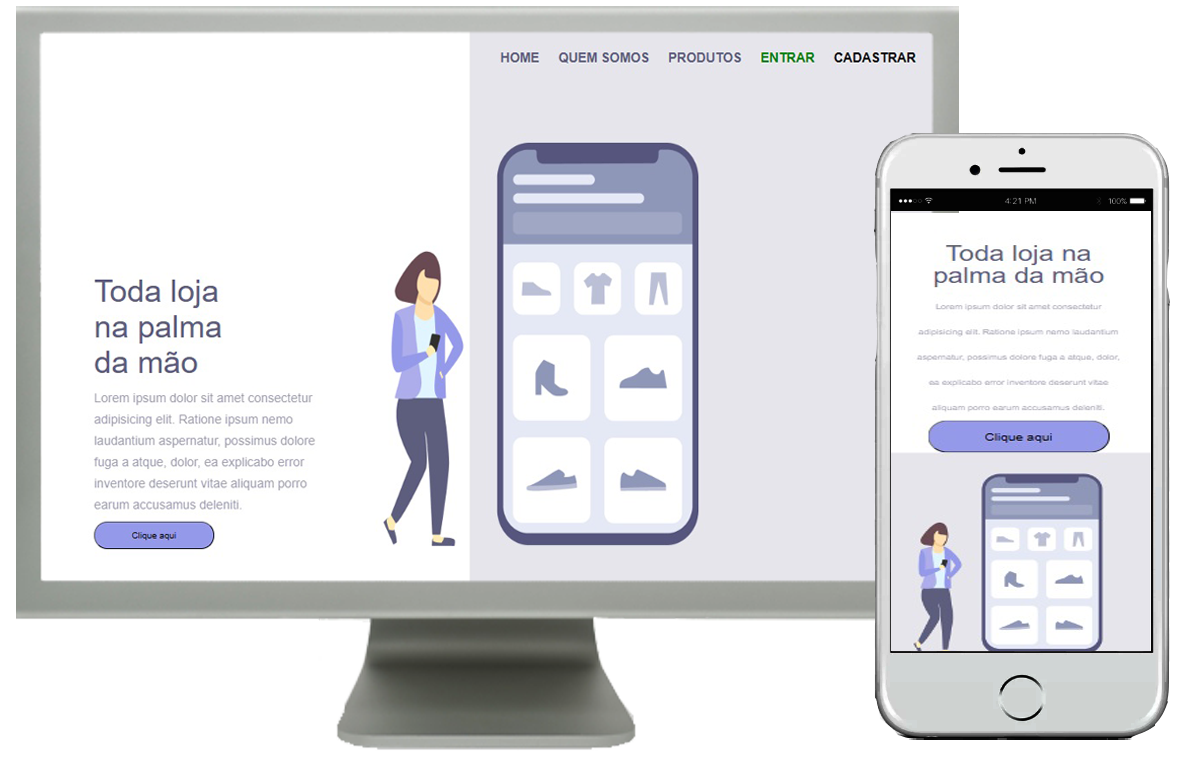 HOME QUEM SOMOS PRODUTOS ENTRAR CADASTRAR
Toda loja
na palma
da mão
Lorem ipsum dolor sit amet consectetur
adipisicing elit. Ratione ipsum nemo
laudantium aspernatur, possimus dolore
fuga a atque, dolor, ea explicabo error
inventore deserunt vitae aliquam porro
earum accusamus deleniti.
Clique aqui
4:21 PM 100%
Toda loja na
palma da mão
Lorem ipsum dolor sit amet consectetur
adipisicing elit. Ratione ipsum nemo laudantium
aspernatur, possimus dolore fuga a atque, dolor,
ea explicabo error inventore deserunt vitae
aliquam porro earum accusamus deleniti.
Clique aqui